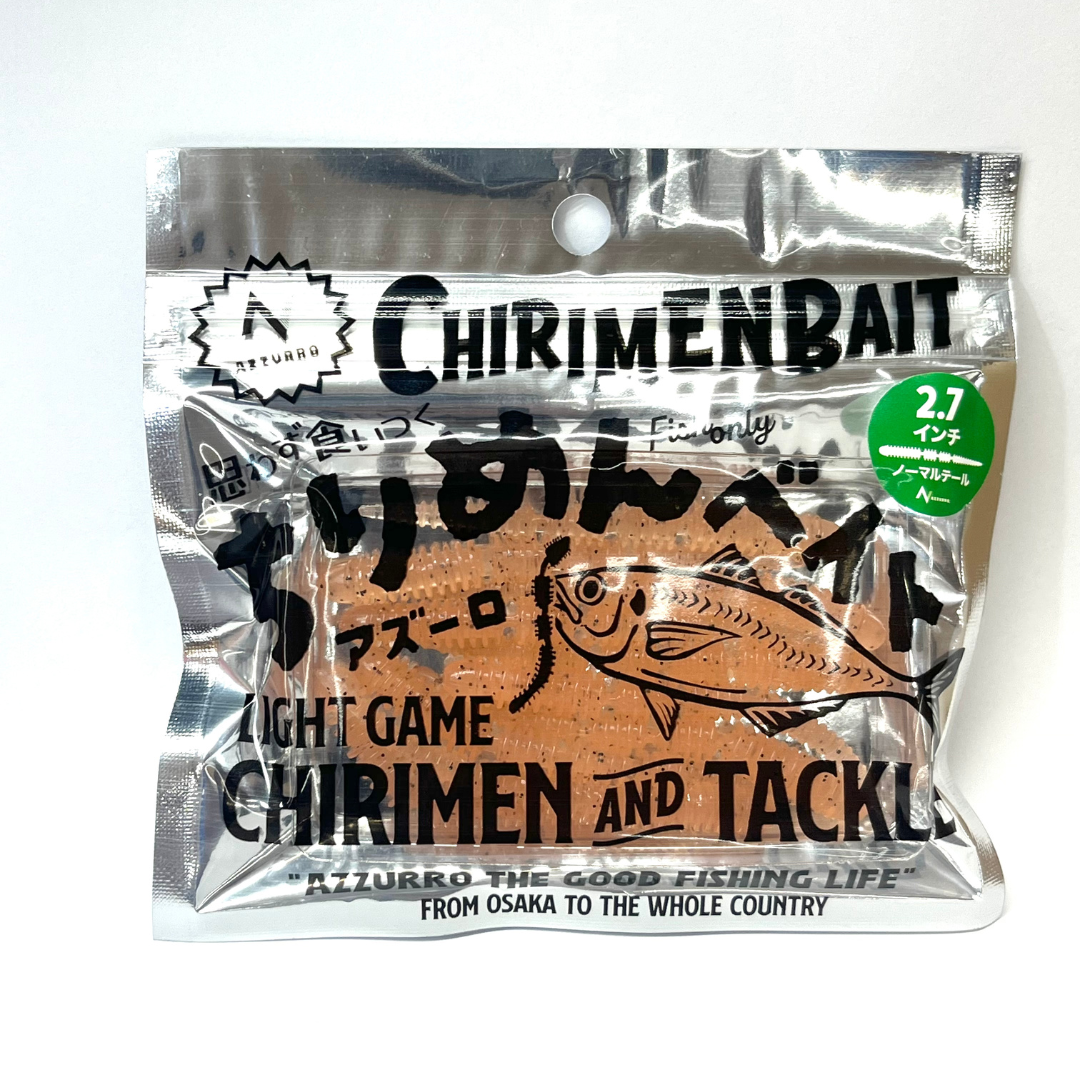 AZZURRO
CHIRIMENBAIT
2.7
インチ
ノーマルテール
AZZURRO
思わず食いつく
Fish only
ちりめんベイト
アズーロ
LIGHT GAME
CHIRIMEN AND TACKLE
"AZZURRO THE GOOD FISHING LIFE"
FROM OSAKA TO THE WHOLE COUNTRY